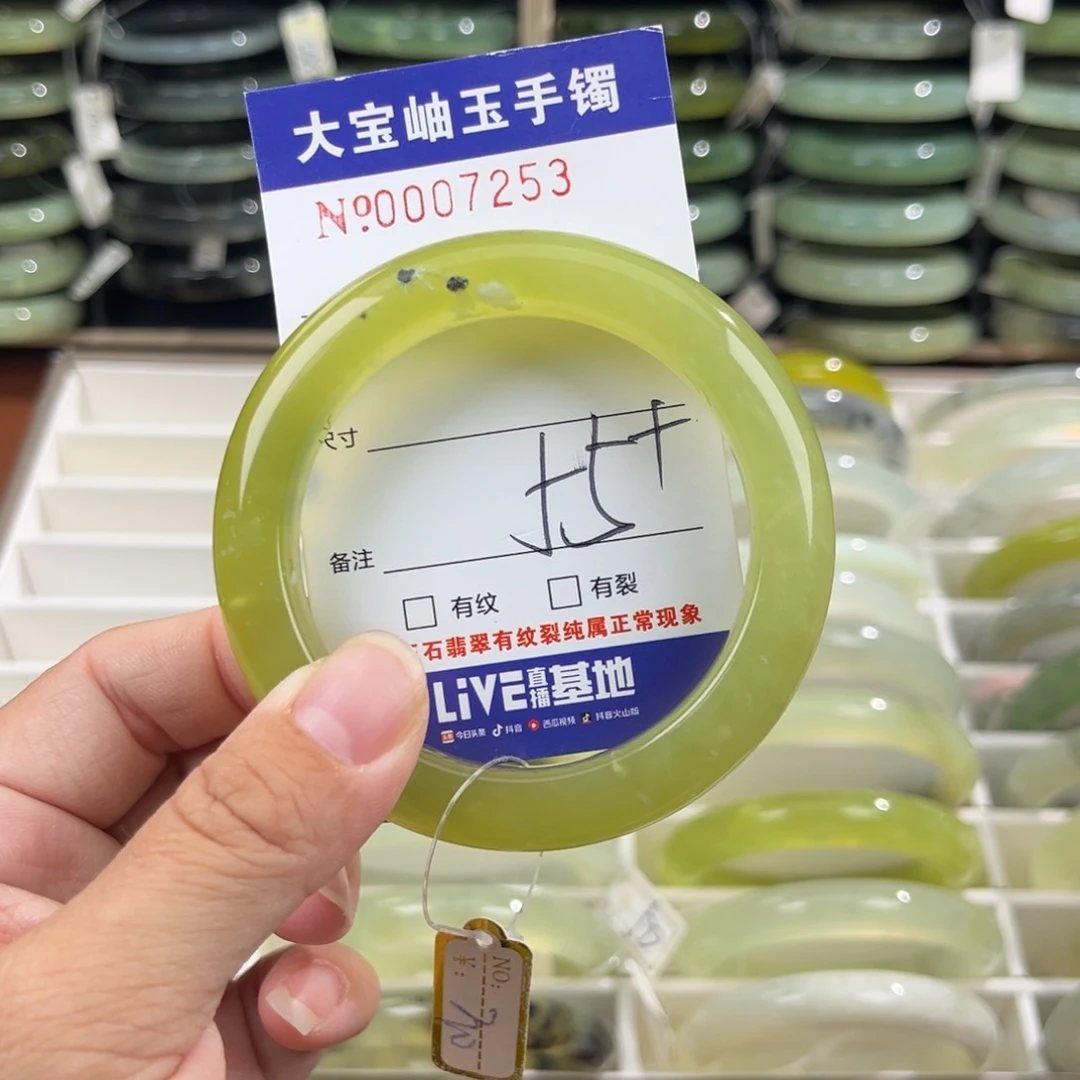 大宝岫玉手镯
Nº0007253
尺寸
备注
有纹 有裂
石翡翠有纹裂纯属正常现象
LiVE直播基地
今日头条 抖音 西瓜视频 抖音火山版
NO:
¥: